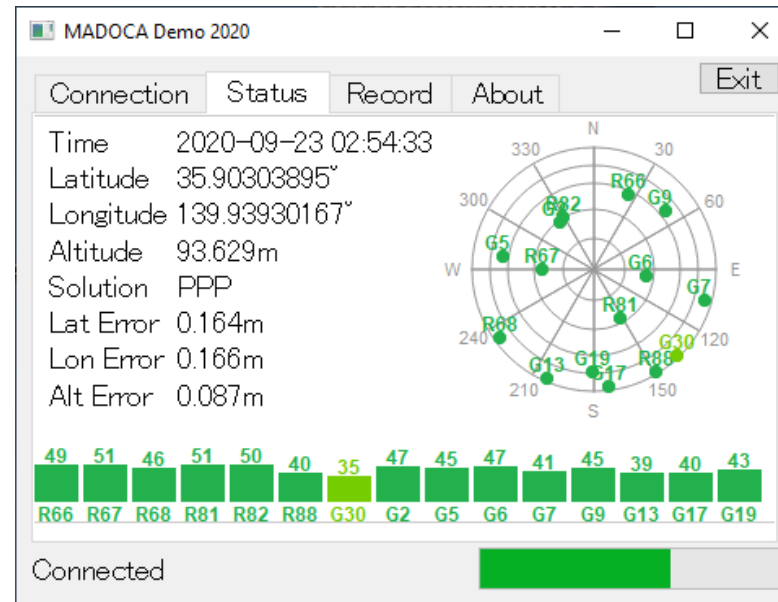 MADOCA Demo 2020
Exit
Connection Status Record About
Time 2020-09-23 02:54:33
Latitude 35.90303895˘
Longitude 139.93930167˘
Altitude 93.629m
Solution PPP
Lat Error 0.164m
Lon Error 0.166m
Alt Error 0.087m
N
330 30
R66
300 G9 60
R82
G5 R67 G6
W E
G7
R81
R68
240 G30 120
G13 G19 R88
G17
210 150
S
49 51 46 51 50 40 35 47 45 47 41 45 39 40 43
R66 R67 R68 R81 R82 R88 G30 G2 G5 G6 G7 G9 G13 G17 G19
Connected